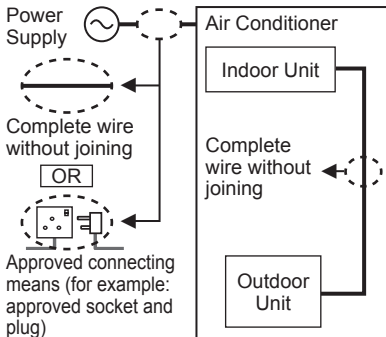 Power
Supply
Air Conditioner
Indoor Unit
Complete wire
without joining
OR
Approved connecting
means (for example:
approved socket and
plug)
Complete
wire without
joining
Outdoor
Unit